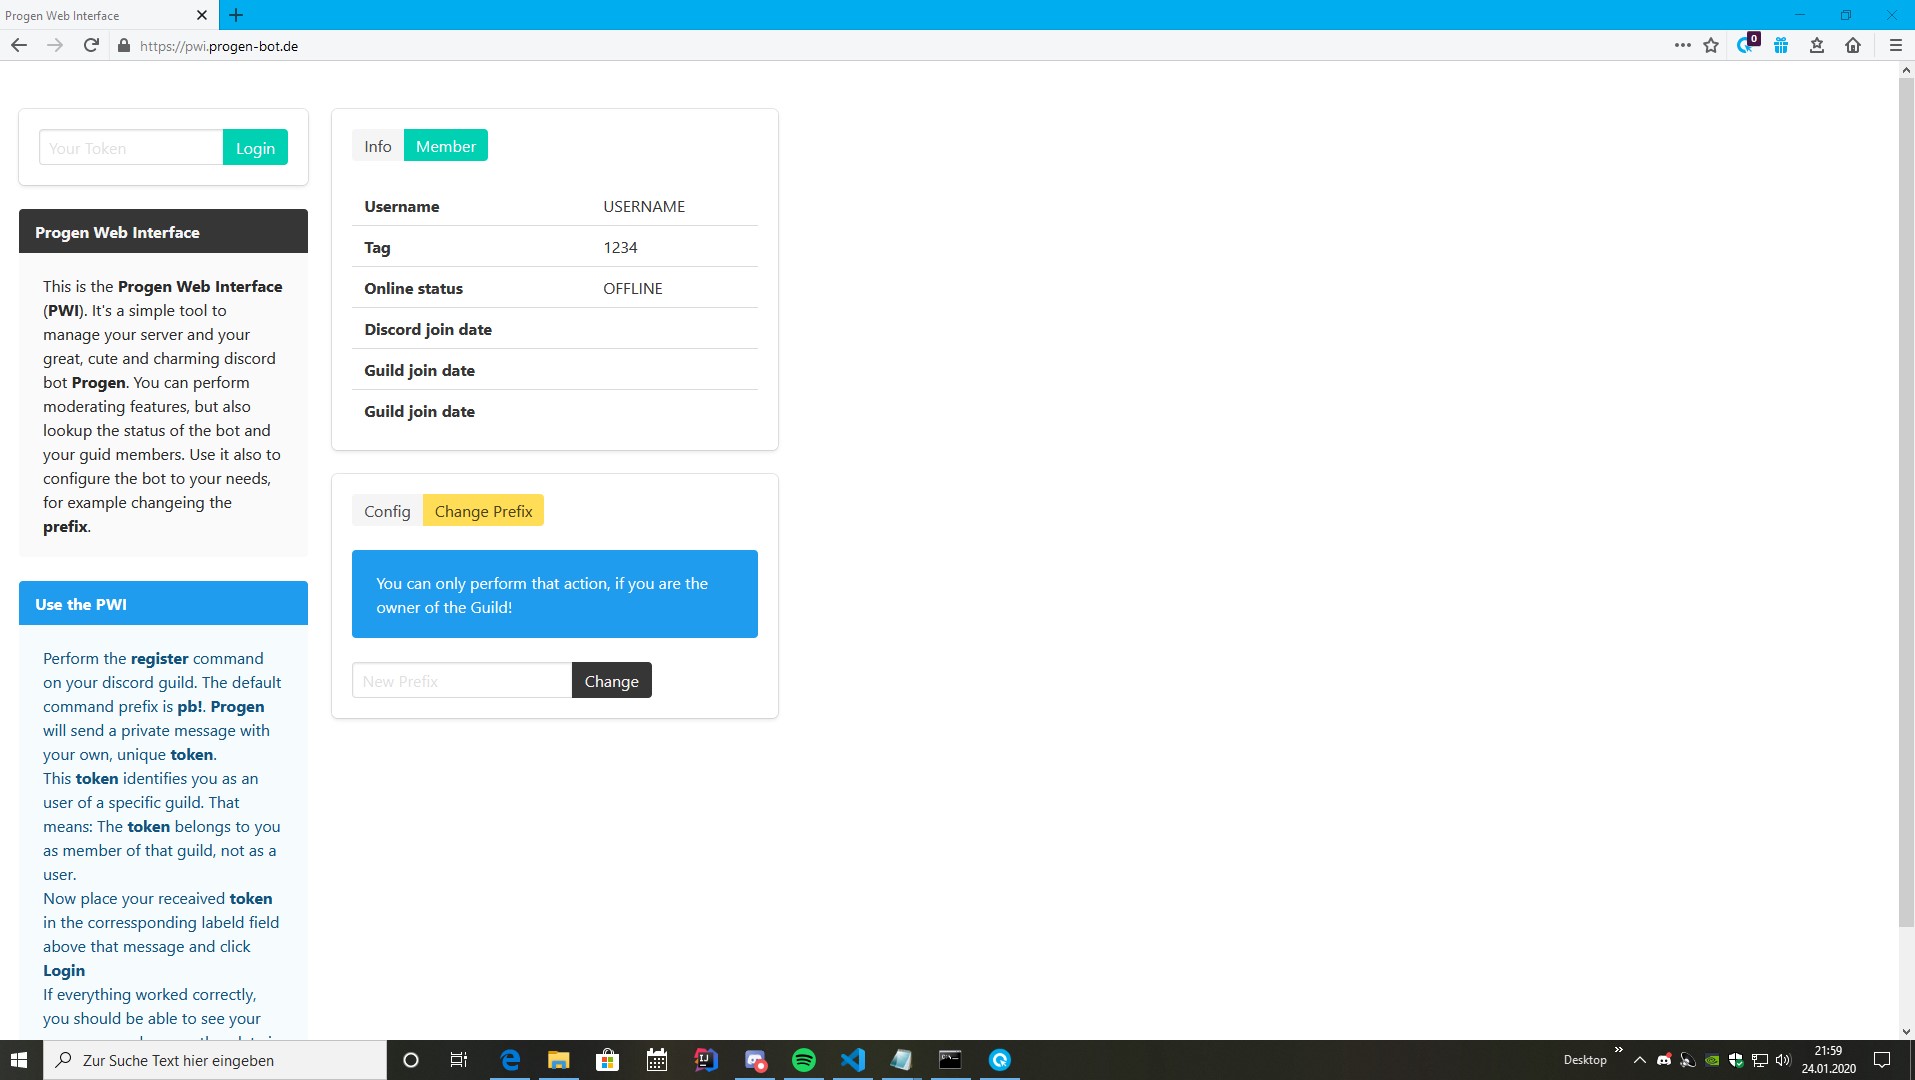 Progen Web Interface
https://pwi.progen-bot.de
0
Your Token
Login
Progen Web Interface
This is the Progen Web Interface
(PWI). It's a simple tool to
manage your server and your
great, cute and charming discord
bot Progen. You can perform
moderating features, but also
lookup the status of the bot and
your guid members. Use it also to
configure the bot to your needs,
for example changeing the
prefix.
Use the PWI
Perform the register command
on your discord guild. The default
command prefix is pb!. Progen
will send a private message with
your own, unique token.
This token identifies you as an
user of a specific guild. That
means: The token belongs to you
as member of that guild, not as a
user.
Now place your receaived token
in the corressponding labeld field
above that message and click
Login
If everything worked correctly,
you should be able to see your
Info Member
Username USERNAME
Tag 1234
Online status OFFLINE
Discord join date
Guild join date
Guild join date
Config Change Prefix
You can only perform that action, if you are the
owner of the Guild!
New Prefix
Change
Zur Suche Text hier eingeben
Desktop
21:59
24.01.2020